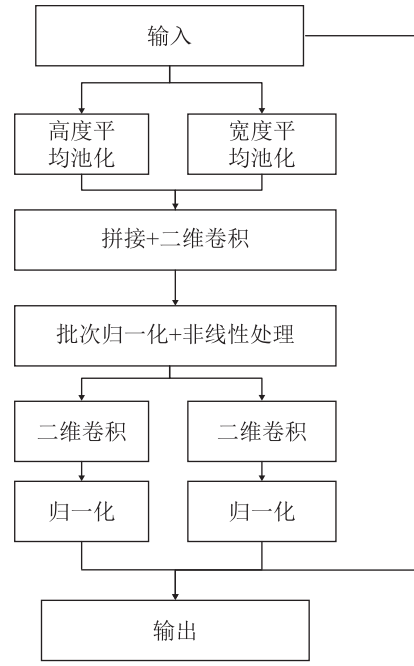 输入
高度平
均池化
宽度平
均池化
拼接+二维卷积
批次归一化+非线性处理
二维卷积
二维卷积
归一化
归一化
输出